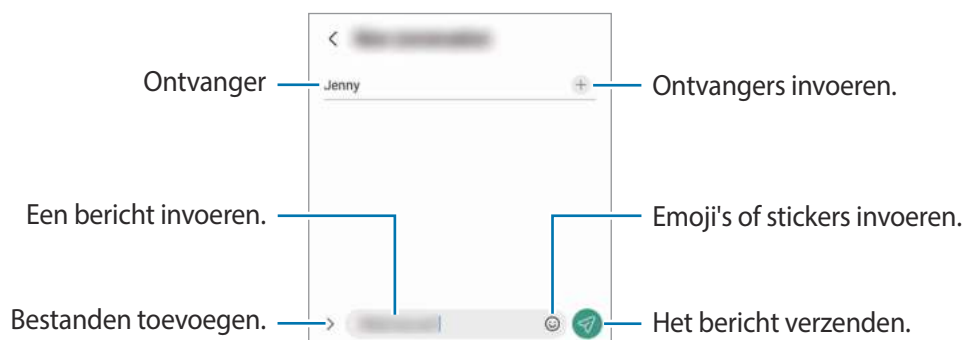 Ontvanger
Jenny
Ontvangers invoeren.
Een bericht invoeren.
Emoji's of stickers invoeren.
Bestanden toevoegen.
Het bericht verzenden.